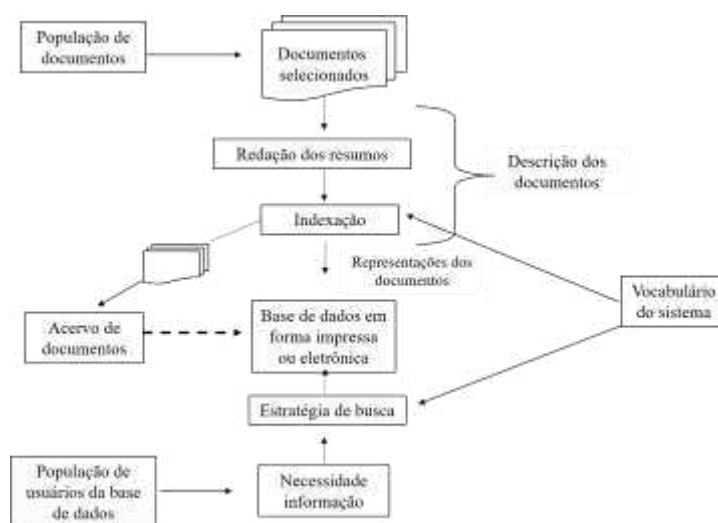 População de
documentos
Documentos
selecionados
Redação dos resumos
Descrição dos
documentos
Indexação
Representações dos
documentos
Vocabulário
do sistema
Acervo de
documentos
Base de dados em
forma impressa
ou eletrônica
Estratégia de busca
População de
usuários da base
de dados
Necessidade
informação